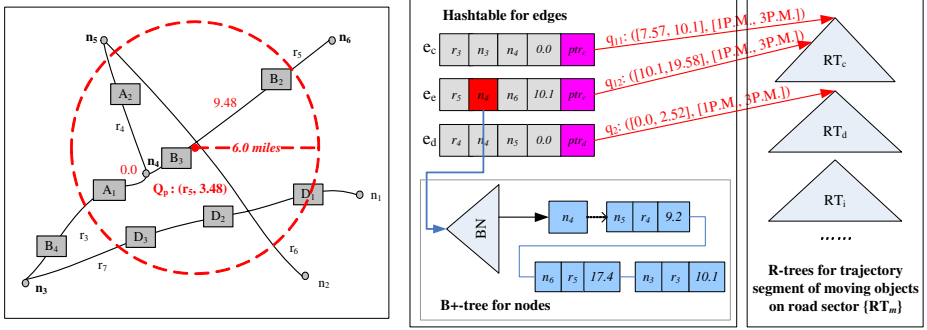 n5
n6
r5
B2
A2
9.48
r4
B3
6.0 miles
n4
0.0
Qp : (r5, 3.48)
A1
D1
n1
D2
B4
r3
D3
r6
r7
n3
n2
Hashtable for edges
ec r3 n3 n4 0.0 ptrc
ee r5 n4 n6 10.1 ptrc
ed r4 n4 n5 0.0 ptrd
q11: ([7.57, 10.1], [1P.M., 3P.M.])
q12: ([10.1,19.58], [1P.M., 3P.M.])
q2: ([0.0, 2.52], [1P.M., 3P.M.])
BN
n4
n5 r4 9.2
n6 r5 17.4
n3 r3 10.1
B+-tree for nodes
RTc
RTd
RTi
……
R-trees for trajectory
segment of moving objects
on road sector {RTm}